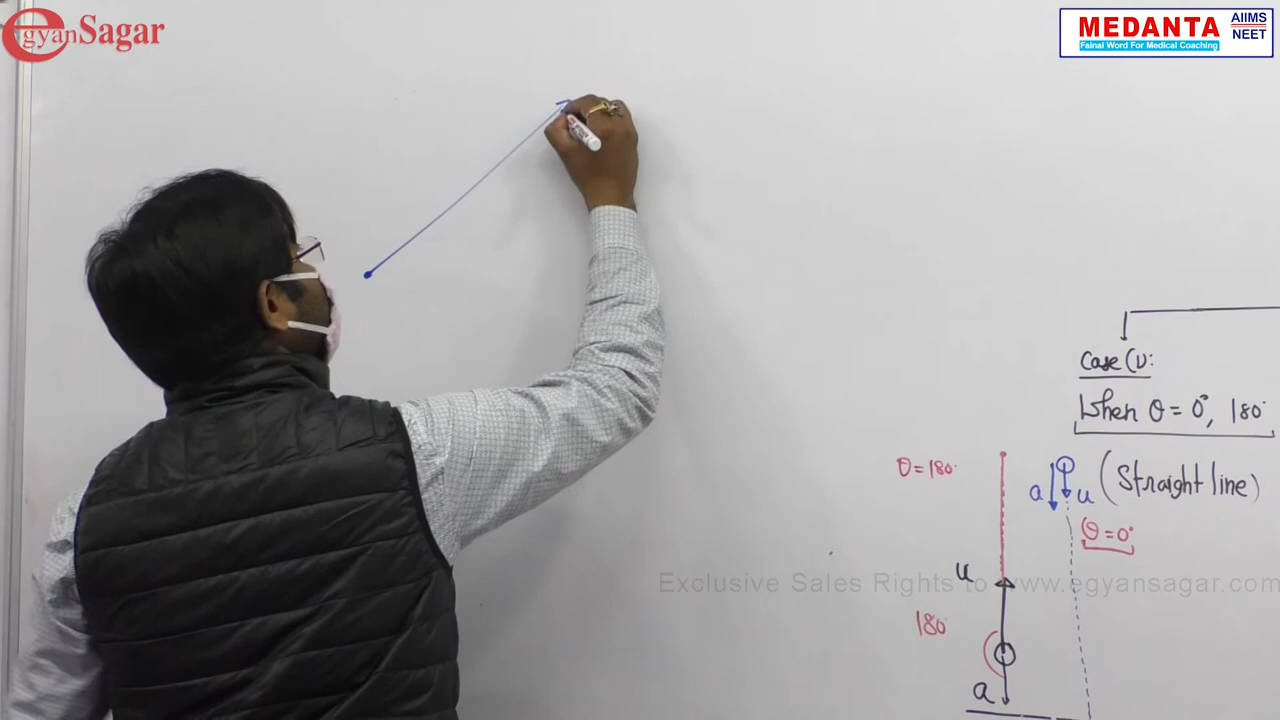 egyanSagar
MEDANTA AIIMS NEET
Fainal Word For Medical Coaching
Case (1):
When θ = 0°, 180°
(Straight line)
θ = 180°
a u
θ = 0°
u
180°
a
Exclusive Sales Rights to www.egyansagar.com